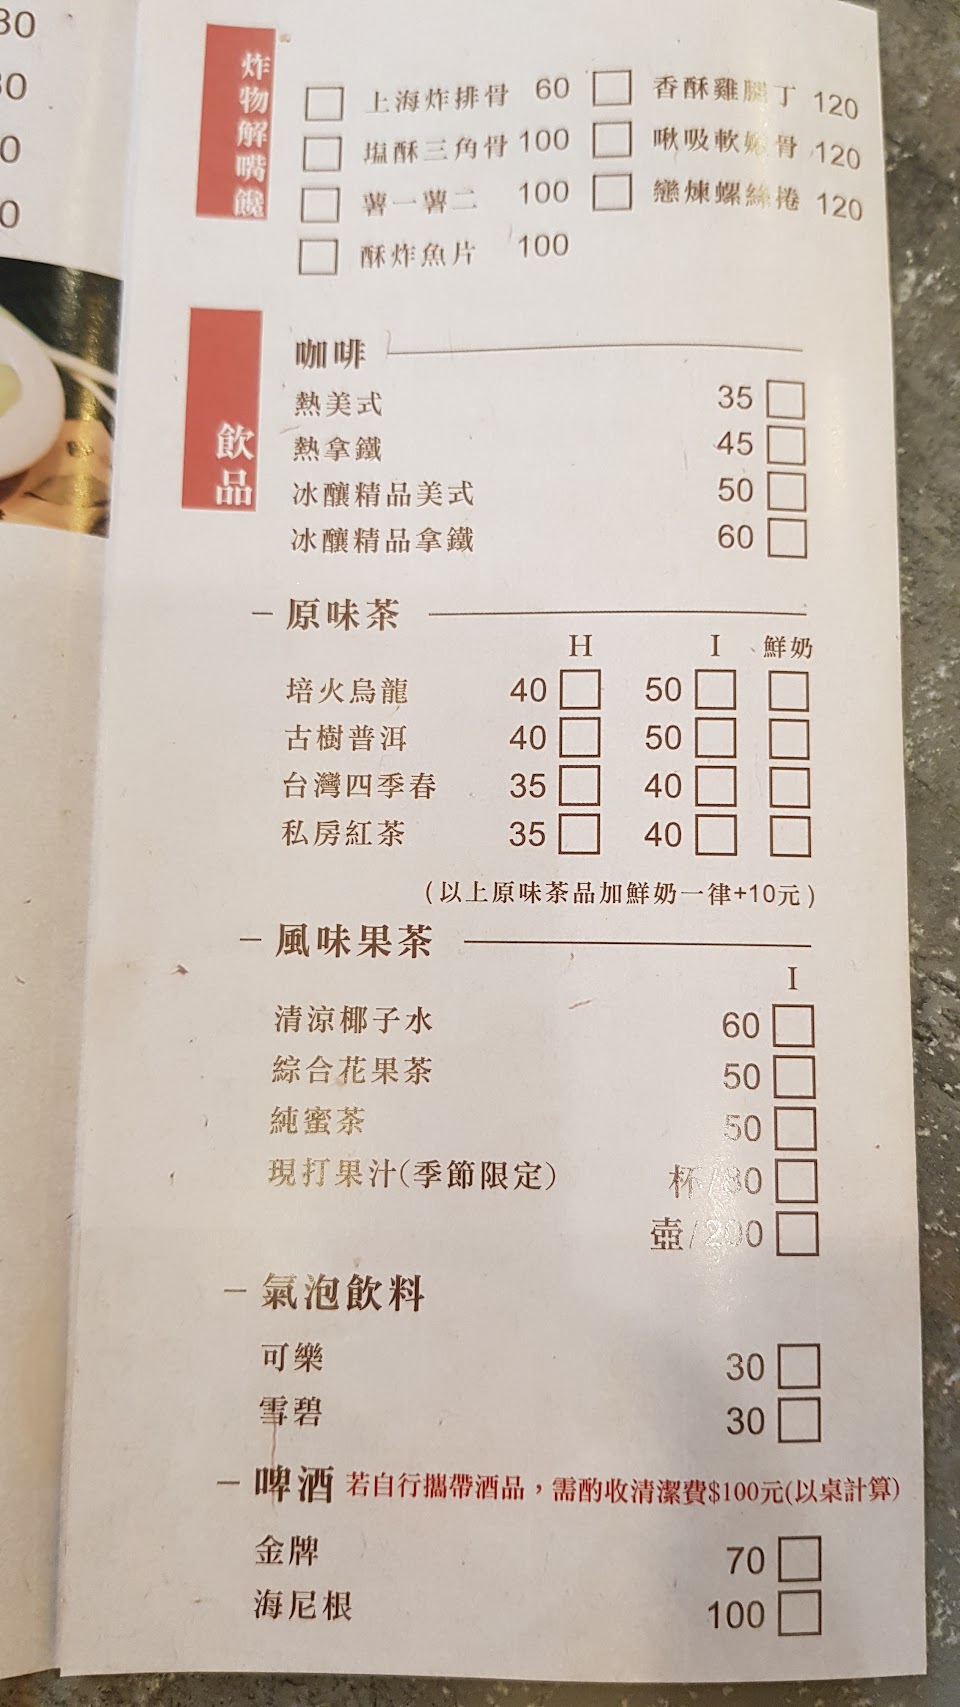 30
30
0
0
炸物解嘴饞
上海炸排骨 60 香酥雞腿丁 120
塩酥三角骨 100 啾吸軟嫩骨 120
薯一薯二 100 戀煉螺絲捲 120
酥炸魚片 100
飲品
咖啡
熱美式 35
熱拿鐵 45
冰釀精品美式 50
冰釀精品拿鐵 60
－原味茶
H I 鮮奶
培火烏龍 40 50
古樹普洱 40 50
台灣四季春 35 40
私房紅茶 35 40
(以上原味茶品加鮮奶一律+10元)
－風味果茶
I
清涼椰子水 60
綜合花果茶 50
純蜜茶 50
現打果汁(季節限定) 杯/80
壺/200
－氣泡飲料
可樂 30
雪碧 30
－啤酒 若自行攜帶酒品，需酌收清潔費$100元(以桌計算)
金牌 70
海尼根 100